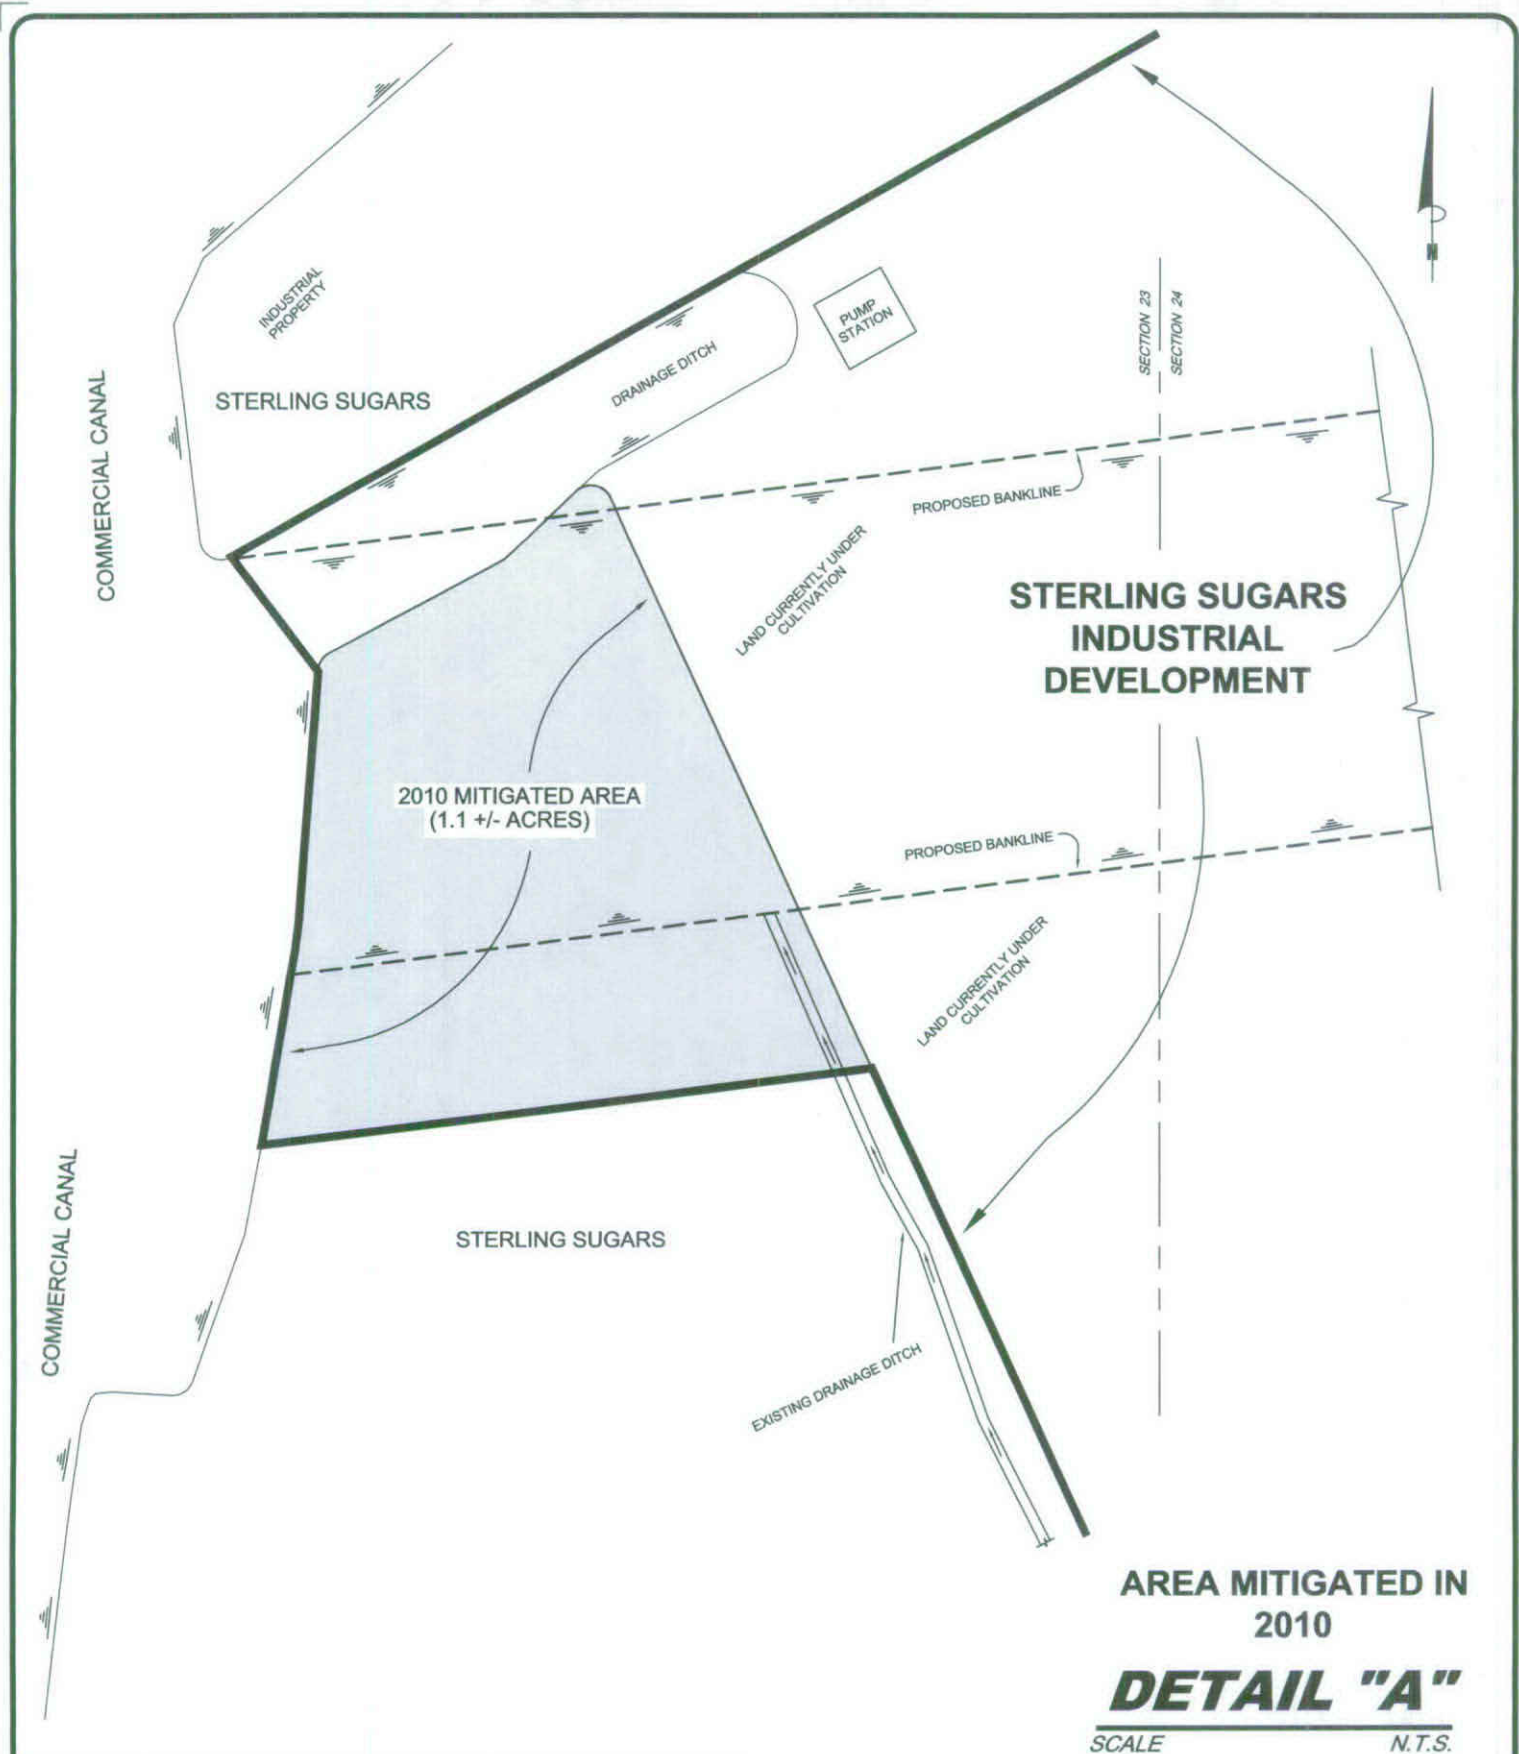 INDUSTRIAL
PROPERTY
STERLING SUGARS
COMMERCIAL CANAL
DRAINAGE DITCH
PUMP
STATION
SECTION 23
SECTION 24
N
PROPOSED BANKLINE
LAND CURRENTLY UNDER
CULTIVATION
STERLING SUGARS
INDUSTRIAL
DEVELOPMENT
2010 MITIGATED AREA
(1.1 +/- ACRES)
PROPOSED BANKLINE
LAND CURRENTLY UNDER
CULTIVATION
COMMERCIAL CANAL
STERLING SUGARS
EXISTING DRAINAGE DITCH
AREA MITIGATED IN
2010
DETAIL "A"
SCALE N.T.S.